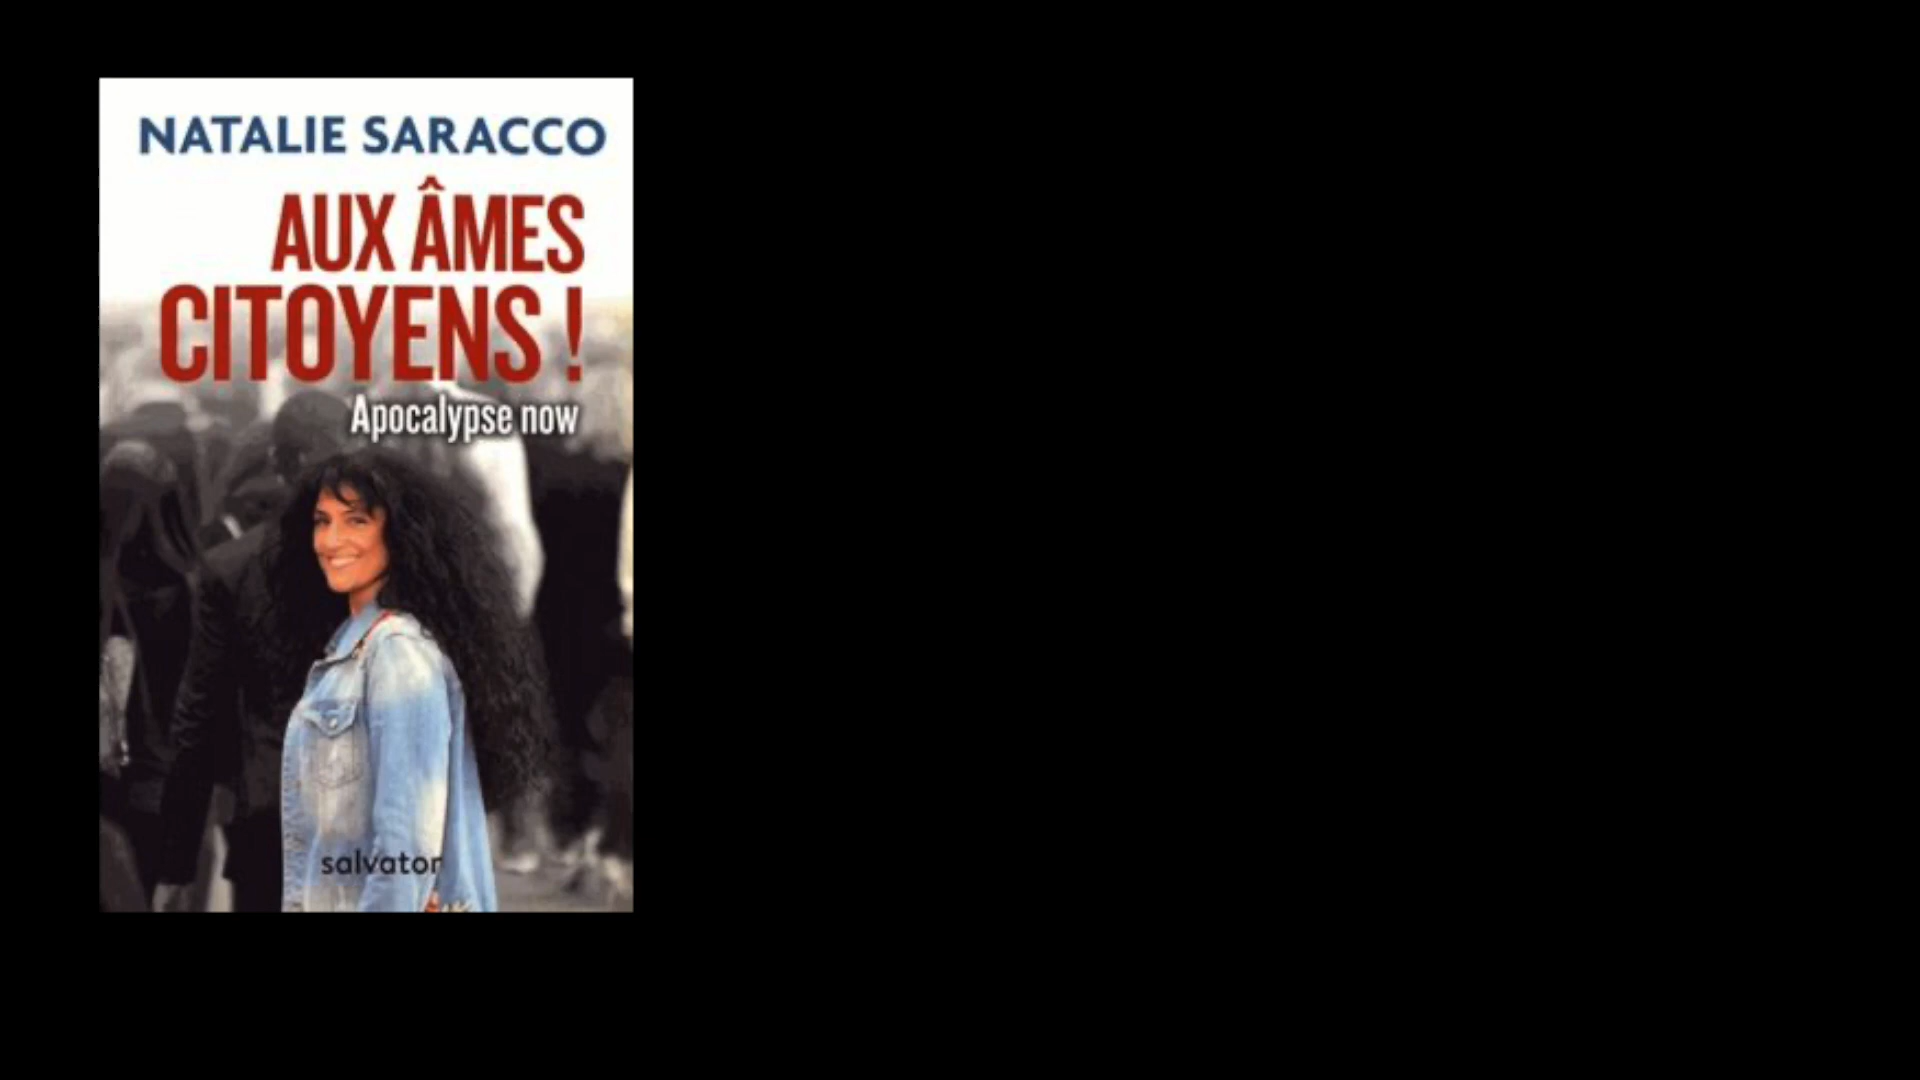 NATALIE SARACCO
AUX ÂMES
CITOYENS !
Apocalypse now
salvator